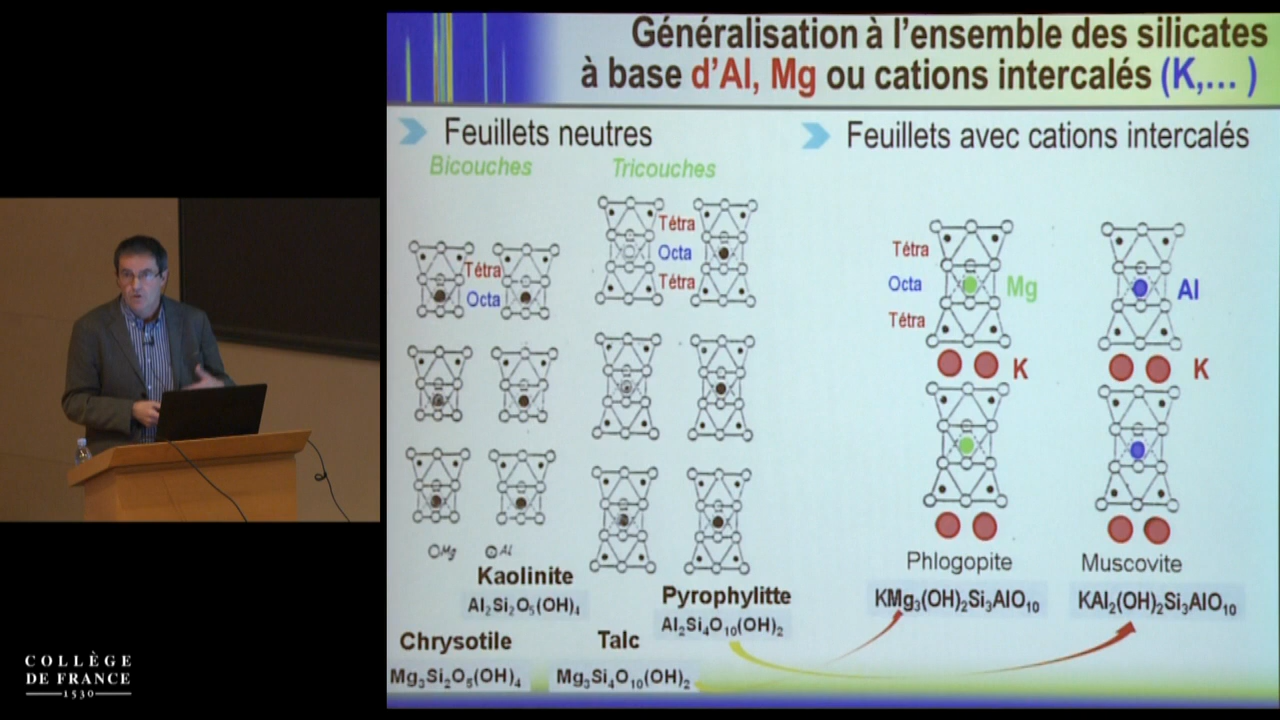 Généralisation à l'ensemble des silicates
à base d'Al, Mg ou cations intercalés (K,... )
Feuillets neutres
Bicouches
Tricouches
Tétra
Octa
Tétra
Octa
Tétra
Mg
Al
Kaolinite
Al₂Si₂O₅(OH)₄
Chrysotile
Mg₃Si₂O₅(OH)₄
Talc
Mg₃Si₄O₁₀(OH)₂
Pyrophylitte
Al₂Si₄O₁₀(OH)₂
Feuillets avec cations intercalés
Tétra
Octa
Tétra
Mg
K
Al
K
Phlogopite
KMg₃(OH)₂Si₃AlO₁₀
Muscovite
KAl₂(OH)₂Si₃AlO₁₀
COLLÈGE
DE FRANCE
1530